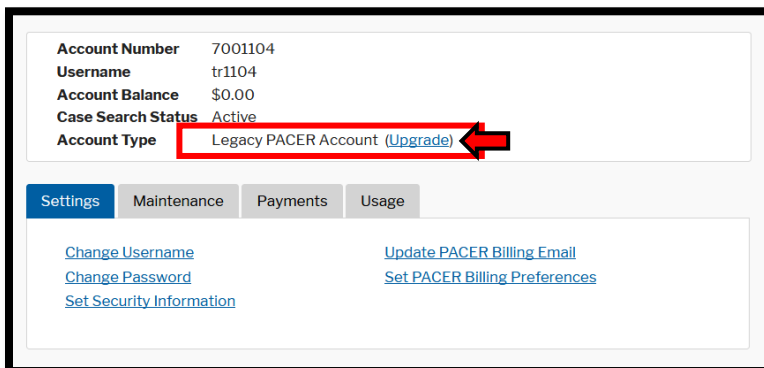 Account Number 7001104
Username tr1104
Account Balance $0.00
Case Search Status Active
Account Type Legacy PACER Account (Upgrade)
Settings Maintenance Payments Usage
Change Username Update PACER Billing Email
Change Password Set PACER Billing Preferences
Set Security Information